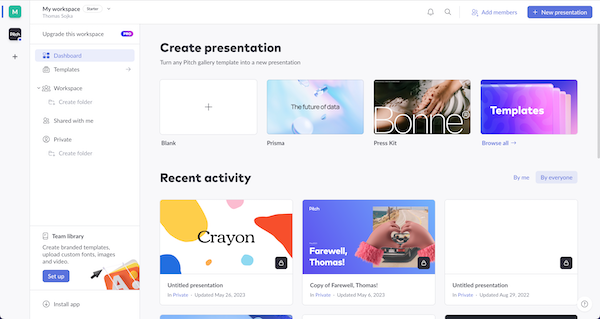 M
My workspace Starter
Thomas Sojka
Add members
+ New presentation
Pitch
Upgrade this workspace PRO
Dashboard
Templates
Workspace
Create folder
Shared with me
Private
Create folder
Team library
Create branded templates,
upload custom fonts, images
and video.
Set up
Install app
Create presentation
Turn any Pitch gallery template into a new presentation
The future of data
Bonne
Templates
Blank
Prisma
Press Kit
Browse all →
Recent activity
By me
By everyone
Crayon
Pitch
Farewell,
Thomas!
Untitled presentation
In Private · Updated May 26, 2023
Copy of Farewell, Thomas!
In Private · Updated May 6, 2023
Untitled presentation
In Private · Updated Aug 29, 2022